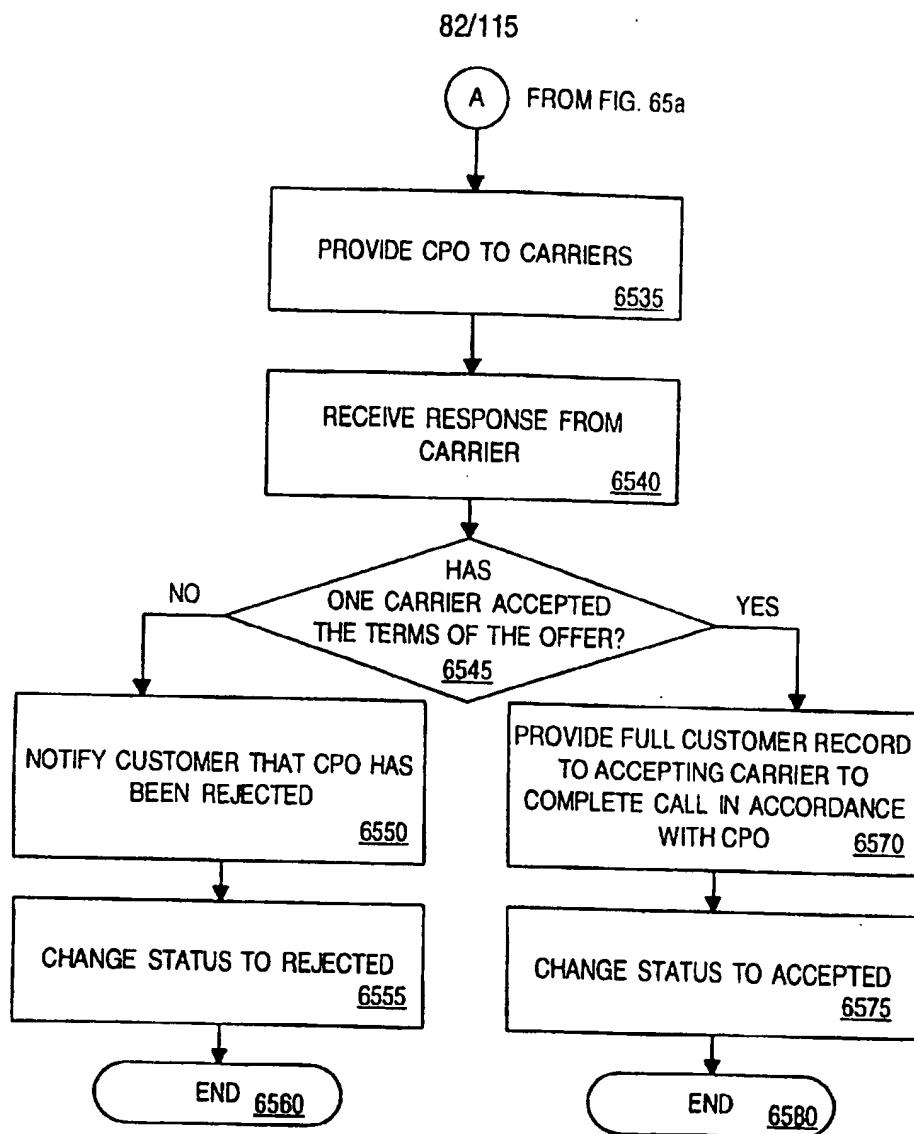 82/115
A FROM FIG. 65a
PROVIDE CPO TO CARRIERS
6535
RECEIVE RESPONSE FROM
CARRIER
6540
HAS
ONE CARRIER ACCEPTED
THE TERMS OF THE OFFER?
6545
NO
YES
NOTIFY CUSTOMER THAT CPO HAS
BEEN REJECTED
6550
PROVIDE FULL CUSTOMER RECORD
TO ACCEPTING CARRIER TO
COMPLETE CALL IN ACCORDANCE
WITH CPO 6570
CHANGE STATUS TO REJECTED
6555
CHANGE STATUS TO ACCEPTED
6575
END 6560
END 6580